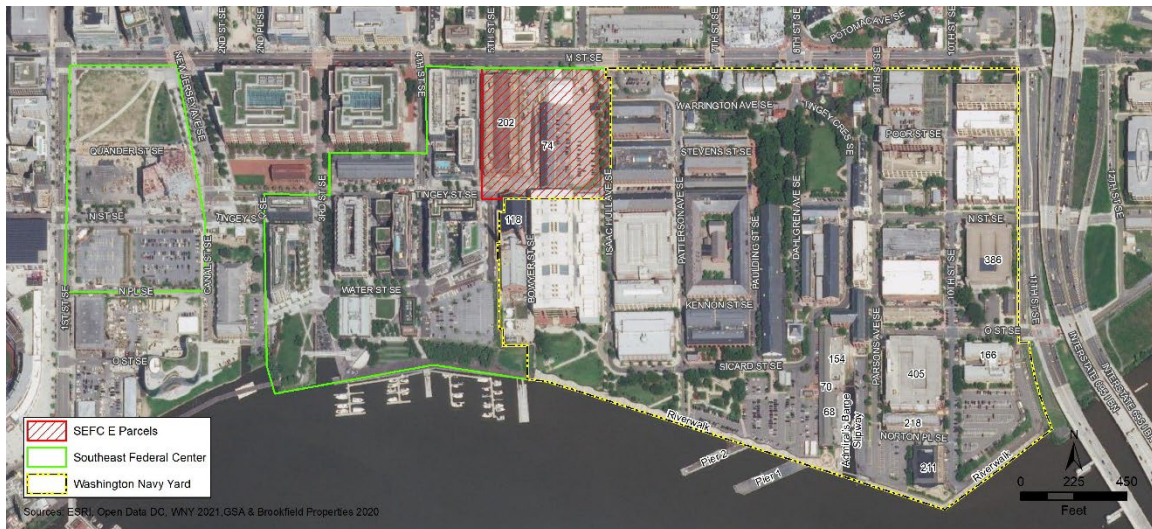 2ND ST SE
2ND PL SE
4TH ST SE
5TH ST SE
M ST SE
7TH ST SE
8TH ST SE
POTOMAC AVE SE
9TH ST SE
10TH ST SE
NEW JERSEY AVE SE
WARRINGTON AVE SE
TINGEY CRES SE
POOR ST SE
202
74
QUANDER ST SE
STEVENS ST SE
12TH ST SE
3RD ST SE
TINGEY ST SE
N ST SE
TINGEY ST SE
118
ISAAC HULL AVE SE
PATTERSON AVE SE
PAULDING ST SE
DAHLGREN AVE SE
N ST SE
386
CANAL ST SE
BOWYER ST SE
10TH ST SE
11TH ST SE
1ST ST SE
N PL SE
WATER ST SE
KENNON ST SE
O ST SE
O ST SE
SICARD ST SE
154
PARSONS AVE SE
405
166
70
68
Admiral's Barge
Slipway
218
NORTON PL SE
211
Riverwalk
Riverwalk
Pier 2
Pier 1
INTERSTATE 695 I BN
SEFC E Parcels
Southeast Federal Center
Washington Navy Yard
N
0 225 450
Feet
Sources: ESRI, Open Data DC, WNY 2021,GSA & Brookfield Properties 2020